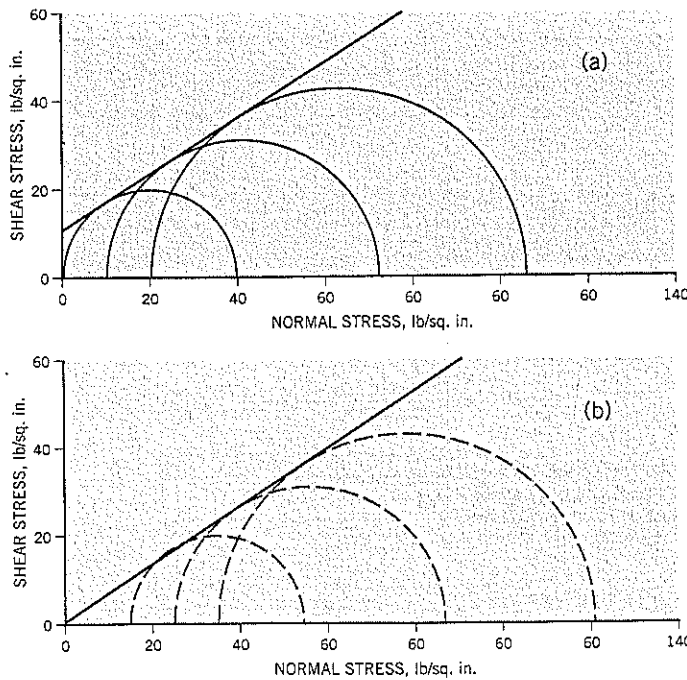 60
(a)
40
20
0
SHEAR STRESS, lb/sq. in.
0 20 40 60 60 60 60 140
NORMAL STRESS, lb/sq. in.
60
(b)
40
20
0
SHEAR STRESS, lb/sq. in.
0 20 40 60 60 60 60 140
NORMAL STRESS, lb/sq. in.